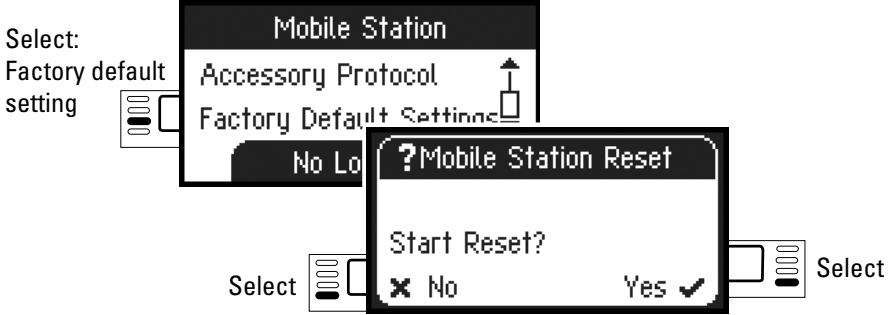 Select:
Factory default
setting
Mobile Station
Accessory Protocol
Factory Default Settings
No Lo
?Mobile Station Reset
Start Reset?
✖ No
Yes ✔
Select
Select